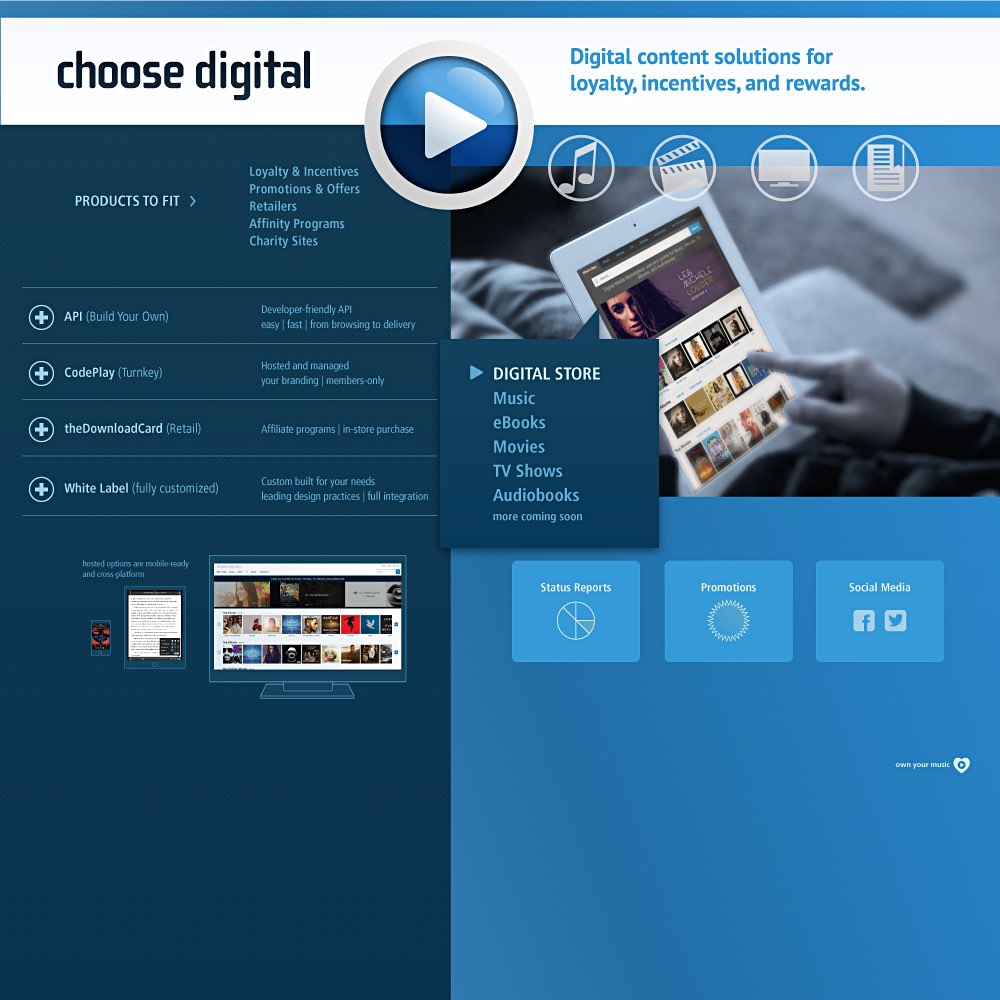 choose digital
Digital content solutions for
loyalty, incentives, and rewards.
PRODUCTS TO FIT
Loyalty & Incentives
Promotions & Offers
Retailers
Affinity Programs
Charity Sites
API (Build Your Own)
Developer-friendly API
easy | fast | from browsing to delivery
CodePlay (Turnkey)
Hosted and managed
your branding | members-only
theDownloadCard (Retail)
Affiliate programs | in-store purchase
White Label (fully customized)
Custom built for your needs
leading design practices | full integration
LEA
MICHELE
LOUDER
DIGITAL STORE
Music
eBooks
Movies
TV Shows
Audiobooks
more coming soon
hosted options are mobile-ready
and cross-platform
Status Reports
Promotions
Social Media
own your music